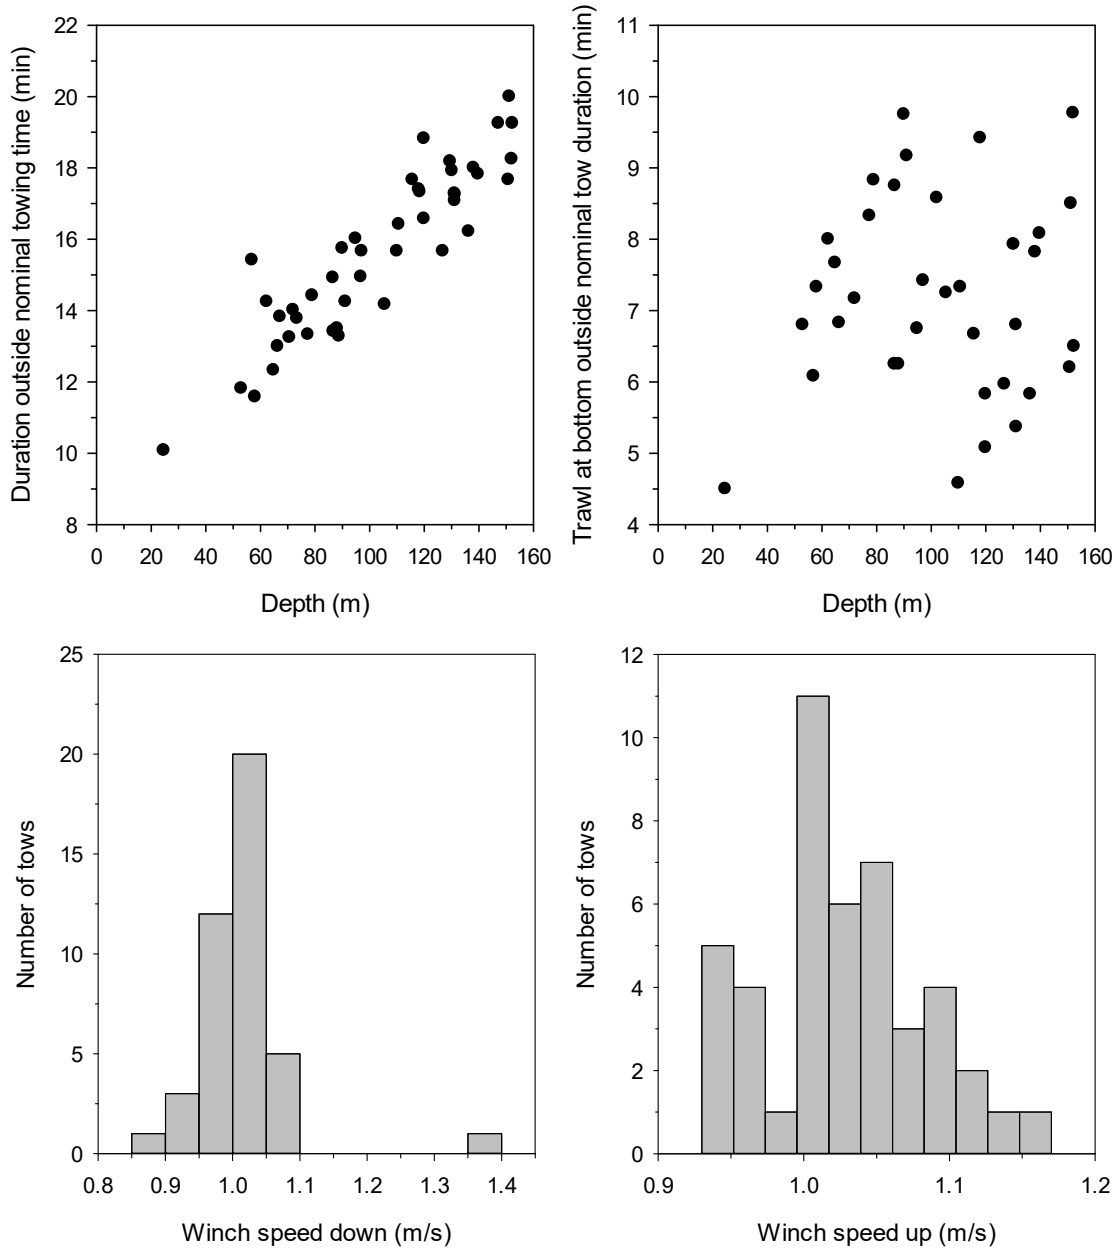 Duration outside nominal towing time (min)
22
20
18
16
14
12
10
8
0 20 40 60 80 100 120 140 160
Depth (m)
Trawl at bottom outside nominal tow duration (min)
11
10
9
8
7
6
5
4
0 20 40 60 80 100 120 140 160
Depth (m)
Number of tows
25
20
15
10
5
0
0.8 0.9 1.0 1.1 1.2 1.3 1.4
Winch speed down (m/s)
Number of tows
12
10
8
6
4
2
0
0.9 1.0 1.1 1.2
Winch speed up (m/s)